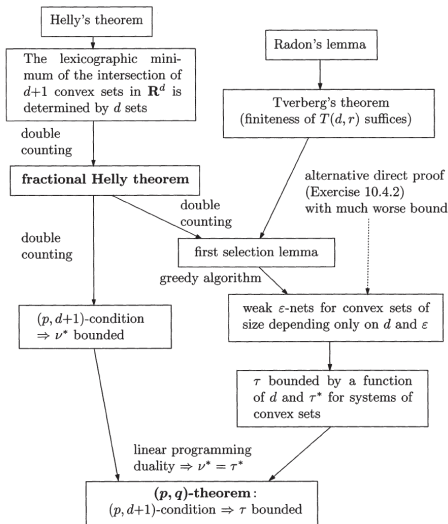 Helly's theorem
The lexicographic mini-
mum of the intersection of
d+1 convex sets in R^d is
determined by d sets
Radon's lemma
Tverberg's theorem
(finiteness of T(d, r) suffices)
double
counting
fractional Helly theorem
alternative direct proof
(Exercise 10.4.2)
with much worse bound
double
counting
double
counting
first selection lemma
greedy algorithm
(p, d+1)-condition
⇒ ν* bounded
weak ε-nets for convex sets of
size depending only on d and ε
τ bounded by a function
of d and τ* for systems of
convex sets
linear programming
duality ⇒ ν* = τ*
(p, q)-theorem:
(p, d+1)-condition ⇒ τ bounded